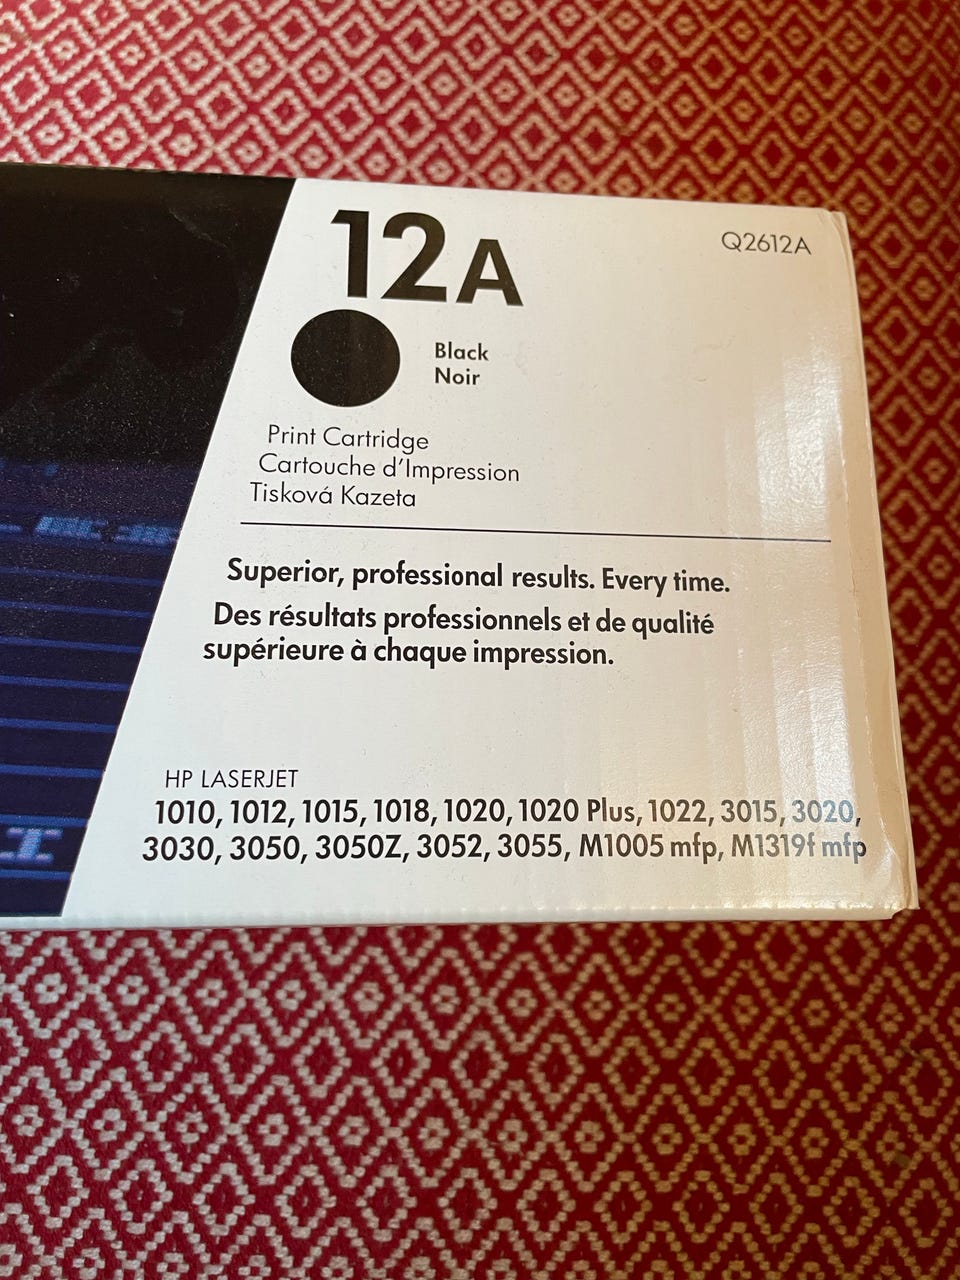 12A
Q2612A
Black
Noir
Print Cartridge
Cartouche d'Impression
Tisková Kazeta
Superior, professional results. Every time.
Des résultats professionnels et de qualité
supérieure à chaque impression.
HP LASERJET
1010, 1012, 1015, 1018, 1020, 1020 Plus, 1022, 3015, 3020,
3030, 3050, 3050Z, 3052, 3055, M1005 mfp, M1319f mfp